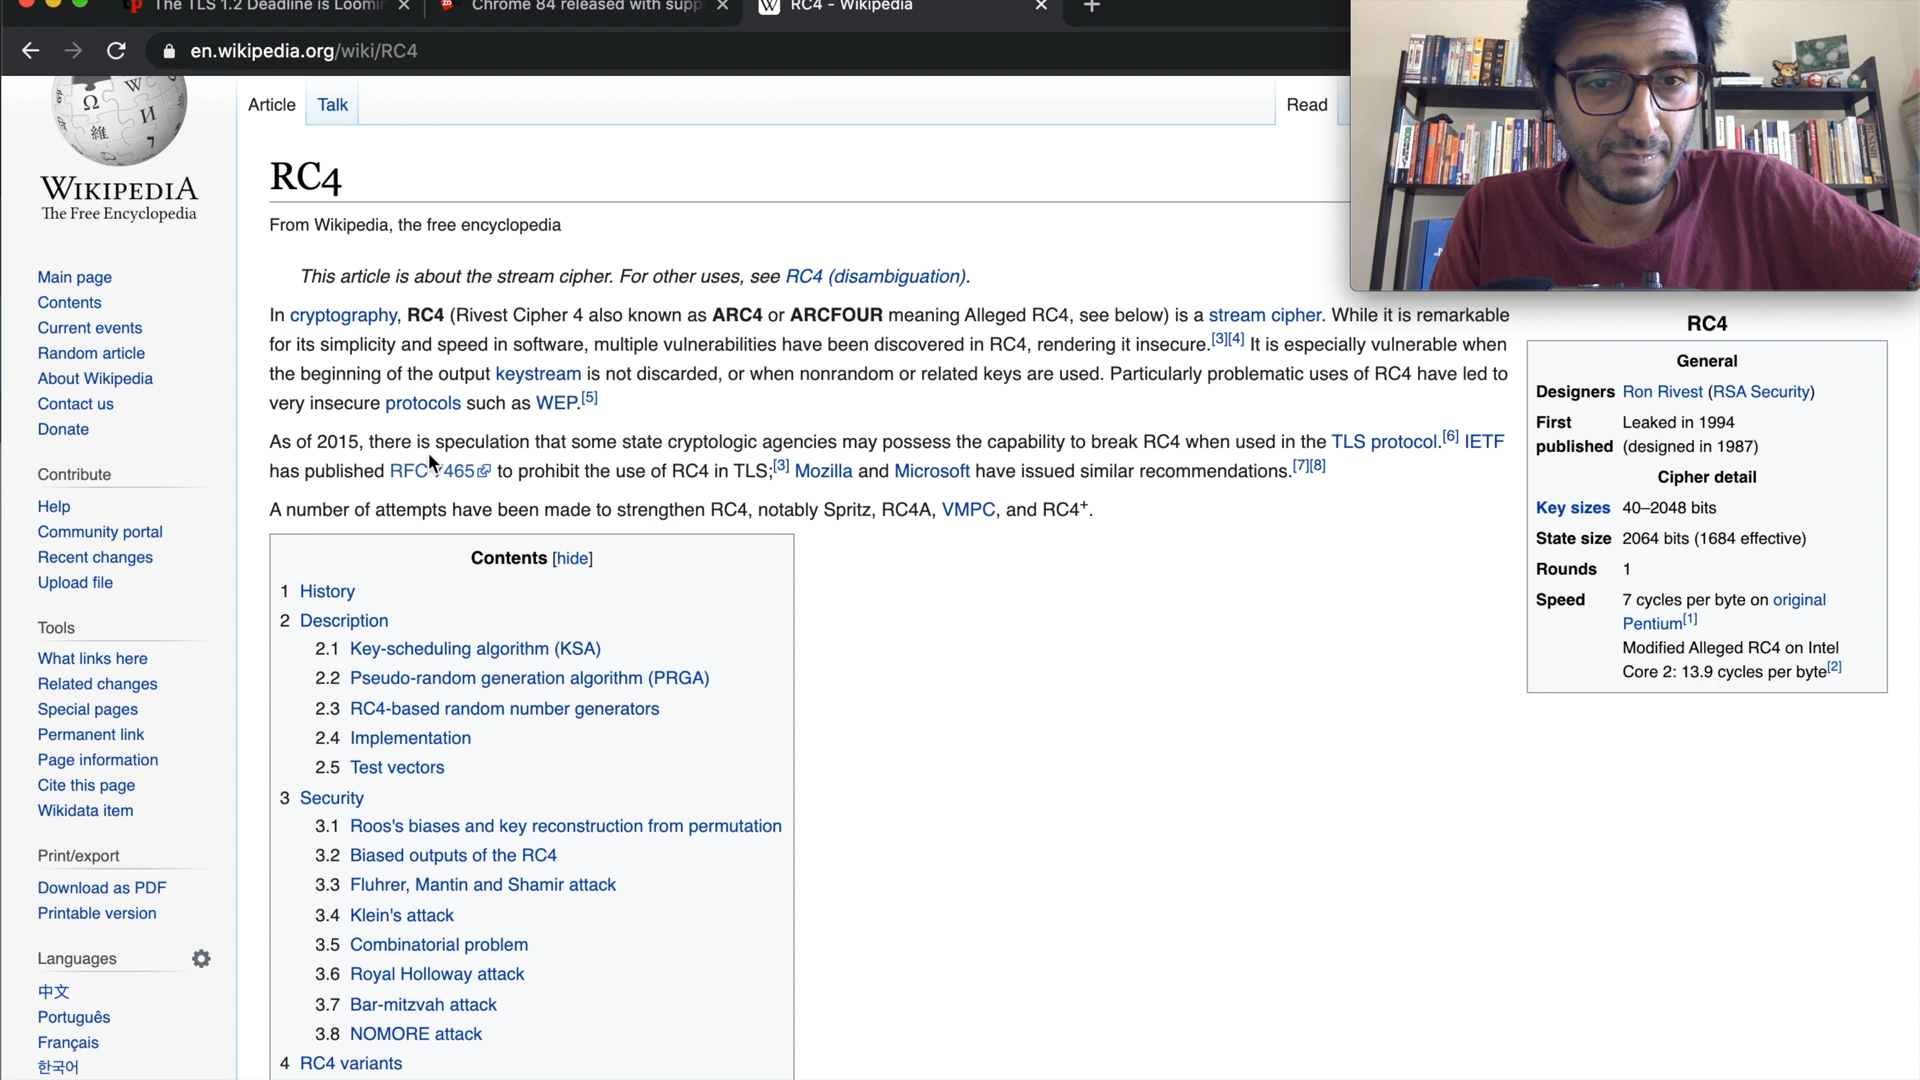 The TLS 1.2 Deadline is Loomin
Chrome 84 released with supp
RC4 - Wikipedia
en.wikipedia.org/wiki/RC4
WIKIPEDIA
The Free Encyclopedia
Main page
Contents
Current events
Random article
About Wikipedia
Contact us
Donate
Contribute
Help
Community portal
Recent changes
Upload file
Tools
What links here
Related changes
Special pages
Permanent link
Page information
Cite this page
Wikidata item
Print/export
Download as PDF
Printable version
Languages
中文
Português
Français
한국어
Article
Talk
Read
RC4
From Wikipedia, the free encyclopedia
This article is about the stream cipher. For other uses, see RC4 (disambiguation).
In cryptography, RC4 (Rivest Cipher 4 also known as ARC4 or ARCFOUR meaning Alleged RC4, see below) is a stream cipher. While it is remarkable
for its simplicity and speed in software, multiple vulnerabilities have been discovered in RC4, rendering it insecure.[3][4] It is especially vulnerable when
the beginning of the output keystream is not discarded, or when nonrandom or related keys are used. Particularly problematic uses of RC4 have led to
very insecure protocols such as WEP.[5]
As of 2015, there is speculation that some state cryptologic agencies may possess the capability to break RC4 when used in the TLS protocol.[6] IETF
has published RFC 7465 to prohibit the use of RC4 in TLS;[3] Mozilla and Microsoft have issued similar recommendations.[7][8]
A number of attempts have been made to strengthen RC4, notably Spritz, RC4A, VMPC, and RC4+.
Contents [hide]
1 History
2 Description
2.1 Key-scheduling algorithm (KSA)
2.2 Pseudo-random generation algorithm (PRGA)
2.3 RC4-based random number generators
2.4 Implementation
2.5 Test vectors
3 Security
3.1 Roos's biases and key reconstruction from permutation
3.2 Biased outputs of the RC4
3.3 Fluhrer, Mantin and Shamir attack
3.4 Klein's attack
3.5 Combinatorial problem
3.6 Royal Holloway attack
3.7 Bar-mitzvah attack
3.8 NOMORE attack
4 RC4 variants
RC4
General
Designers Ron Rivest (RSA Security)
First published Leaked in 1994
(designed in 1987)
Cipher detail
Key sizes 40–2048 bits
State size 2064 bits (1684 effective)
Rounds 1
Speed 7 cycles per byte on original
Pentium[1]
Modified Alleged RC4 on Intel
Core 2: 13.9 cycles per byte[2]